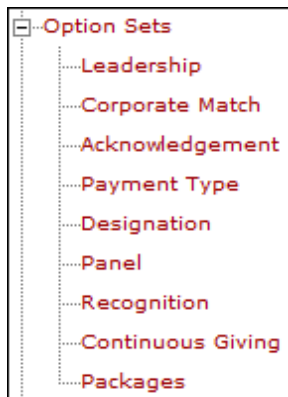 Option Sets
Leadership
Corporate Match
Acknowledgement
Payment Type
Designation
Panel
Recognition
Continuous Giving
Packages